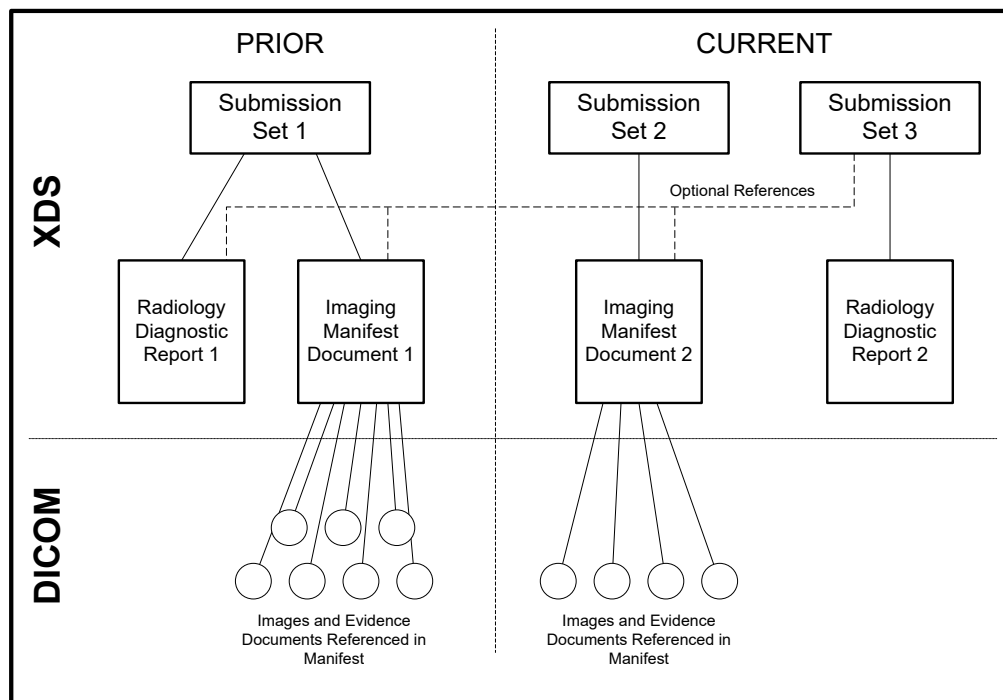 PRIOR
CURRENT
Submission
Set 1
Submission
Set 2
Submission
Set 3
XDS
Optional References
Radiology
Diagnostic
Report 1
Imaging
Manifest
Document 1
Imaging
Manifest
Document 2
Radiology
Diagnostic
Report 2
DICOM
Images and Evidence
Documents Referenced in
Manifest
Images and Evidence
Documents Referenced in
Manifest